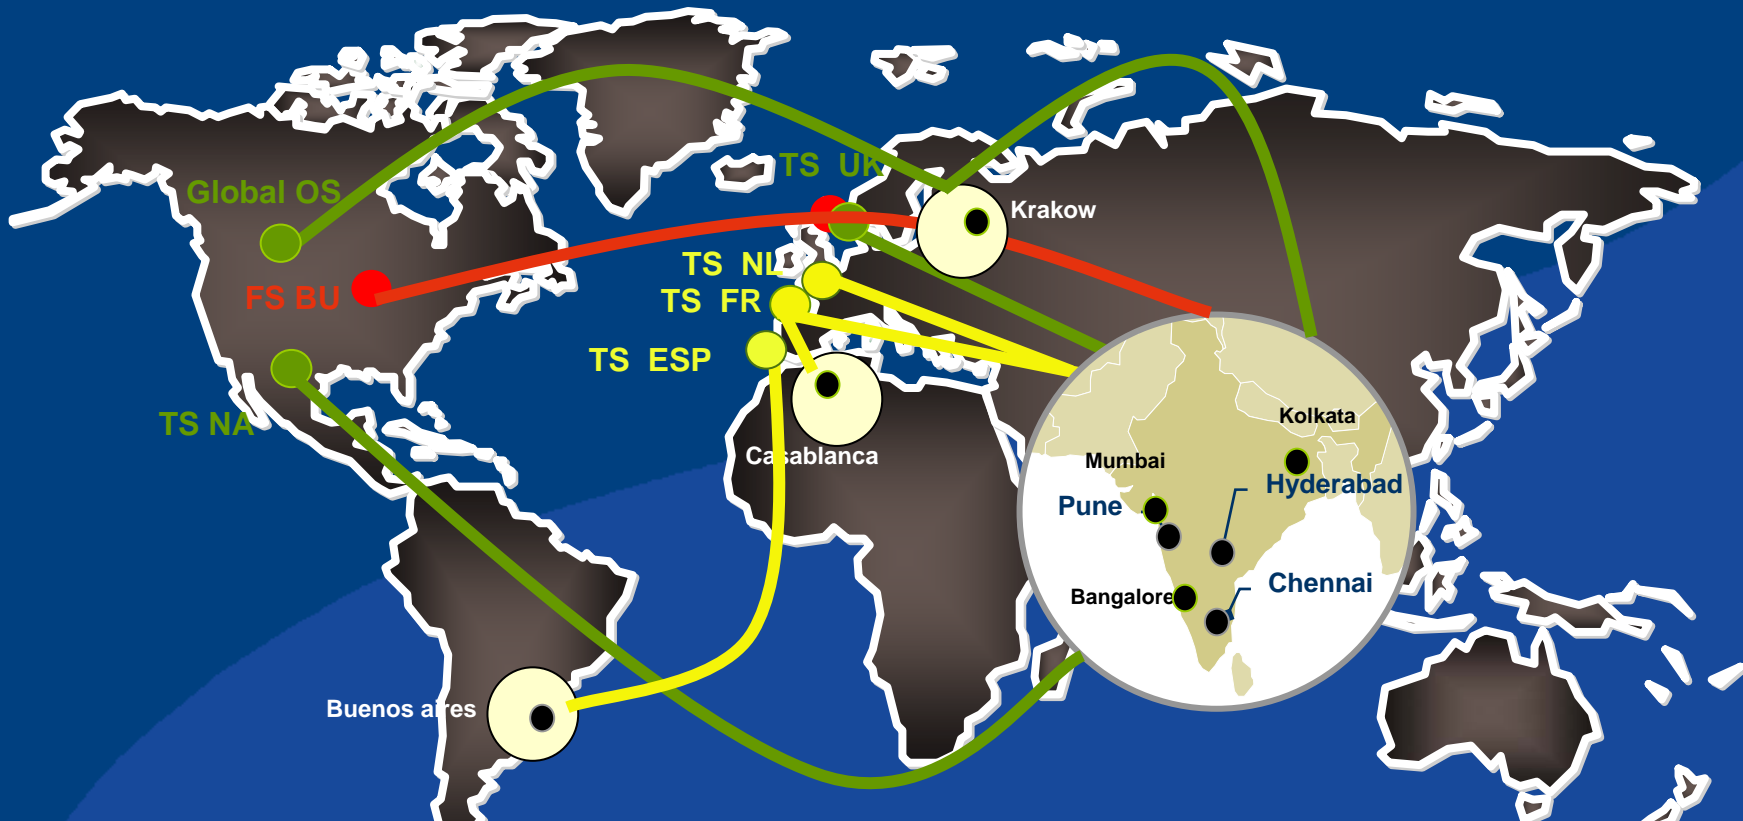 TS UK
Global OS
Krakow
TS NL
FS BU
TS FR
TS ESP
Kolkata
TS NA
Casablanca
Mumbai
Hyderabad
Pune
Chennai
Bangalore
Buenos aires